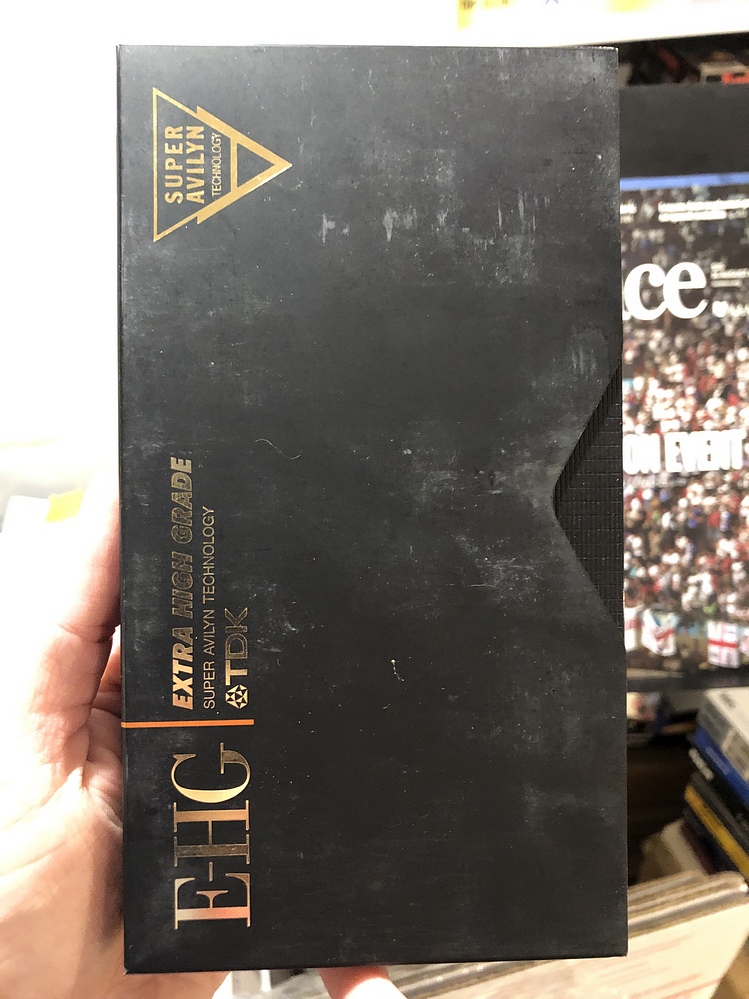 SUPER
AVILYN
TECHNOLOGY
E-HG
EXTRA HIGH GRADE
SUPER AVILYN TECHNOLOGY
TDK
ce
ON EVENT